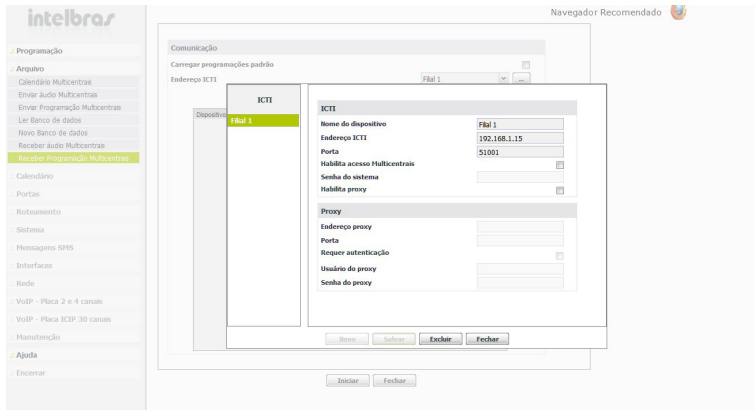 intelbras
Navegador Recomendado
Programação
Arquivo
Calendário Multicentrais
Enviar áudio Multicentrais
Enviar Programação Multicentrais
Ler Banco de dados
Novo Banco de dados
Receber áudio Multicentrais
Receber Programação Multicentrais
Calendário
Portas
Roteamento
Sistema
Mensagens SMS
Interfaces
Rede
VoIP - Placa 2 e 4 canais
VoIP - Placa ICIP 30 canais
Manutenção
Ajuda
Encerrar
Comunicação
Carregar programações padrão
Endereço ICTI Filial 1 ...
Dispositivo
ICTI
Filial 1
ICTI
Nome do dispositivo Filial 1
Endereço ICTI 192.168.1.15
Porta 51001
Habilita acesso Multicentrais
Senha do sistema
Habilita proxy
Proxy
Endereço proxy
Porta
Requer autenticação
Usuário do proxy
Senha do proxy
Novo Salvar Excluir Fechar
Iniciar Fechar